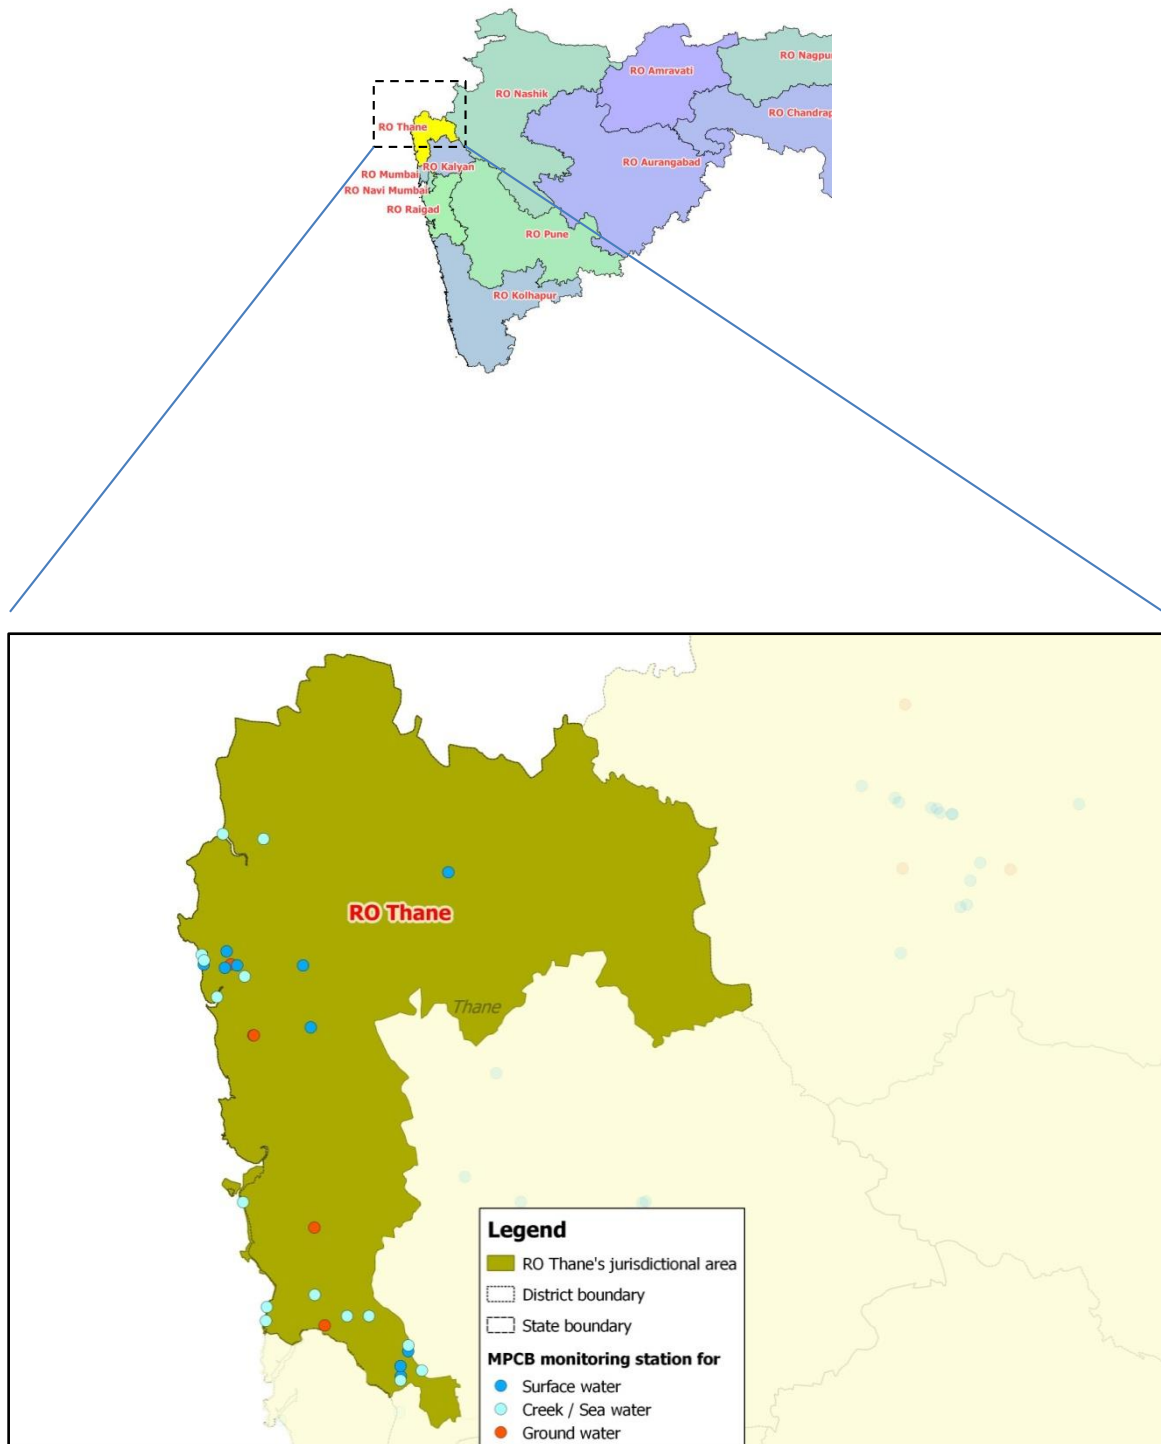 RO Nagpu
RO Amravati
RO Nashik
RO Chandrap
RO Thane
RO Aurangabad
RO Kalyan
RO Mumbai
RO Navi Mumbai
RO Raigad
RO Pune
RO Kolhapur
RO Thane
Thane
Legend
RO Thane's jurisdictional area
District boundary
State boundary
MPCB monitoring station for
Surface water
Creek / Sea water
Ground water